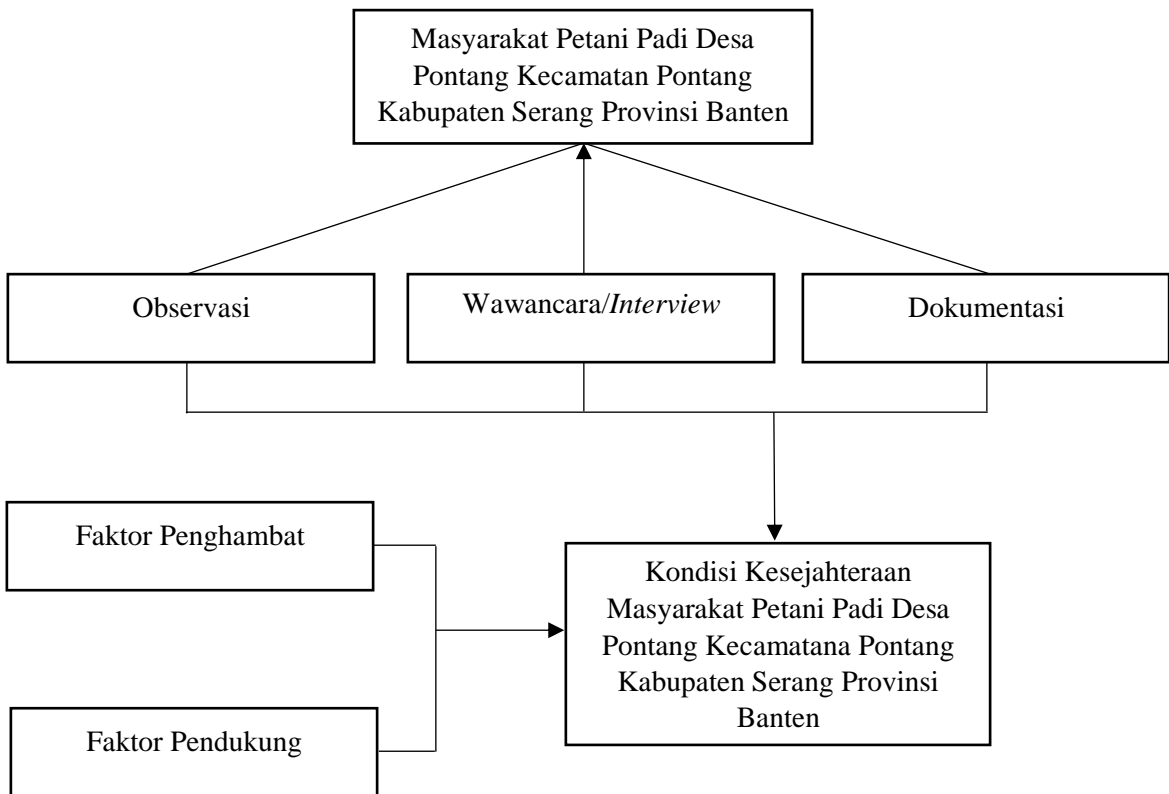 Masyarakat Petani Padi Desa
Pontang Kecamatan Pontang
Kabupaten Serang Provinsi Banten
Observasi
Wawancara/Interview
Dokumentasi
Faktor Penghambat
Kondisi Kesejahteraan
Masyarakat Petani Padi Desa
Pontang Kecamatana Pontang
Kabupaten Serang Provinsi
Banten
Faktor Pendukung